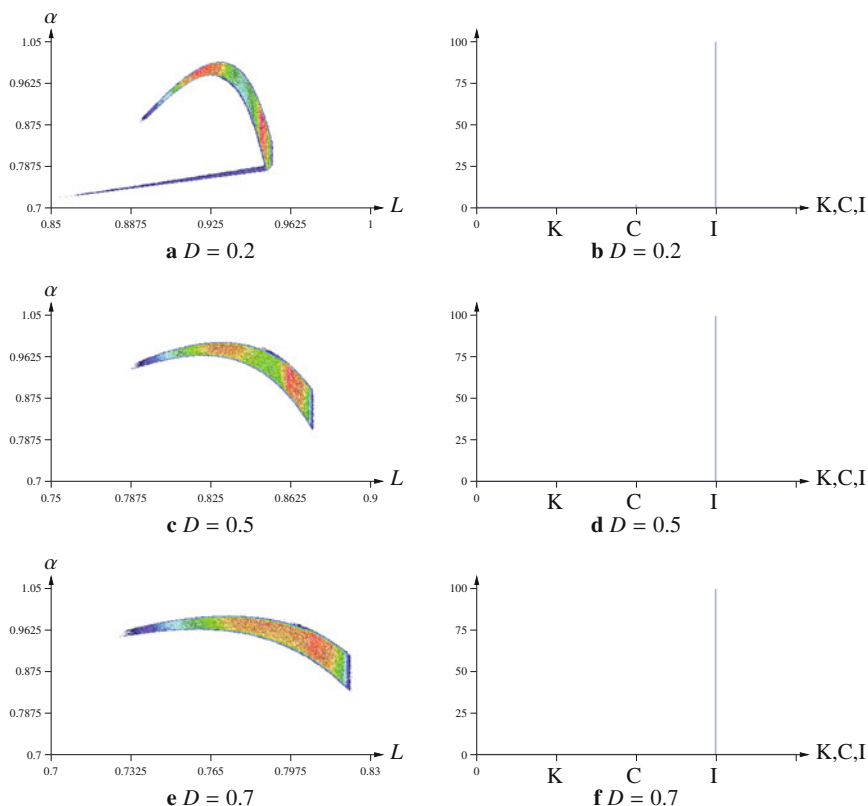 α
1.05
0.9625
0.875
0.7875
0.7
0.85 0.8875 0.925 0.9625 1 L
a D = 0.2
100
75
50
25
0
0 K C I K,C,I
b D = 0.2
α
1.05
0.9625
0.875
0.7875
0.7
0.75 0.7875 0.825 0.8625 0.9 L
c D = 0.5
100
75
50
25
0
0 K C I K,C,I
d D = 0.5
α
1.05
0.9625
0.875
0.7875
0.7
0.7 0.7325 0.765 0.7975 0.83 L
e D = 0.7
100
75
50
25
0
0 K C I K,C,I
f D = 0.7